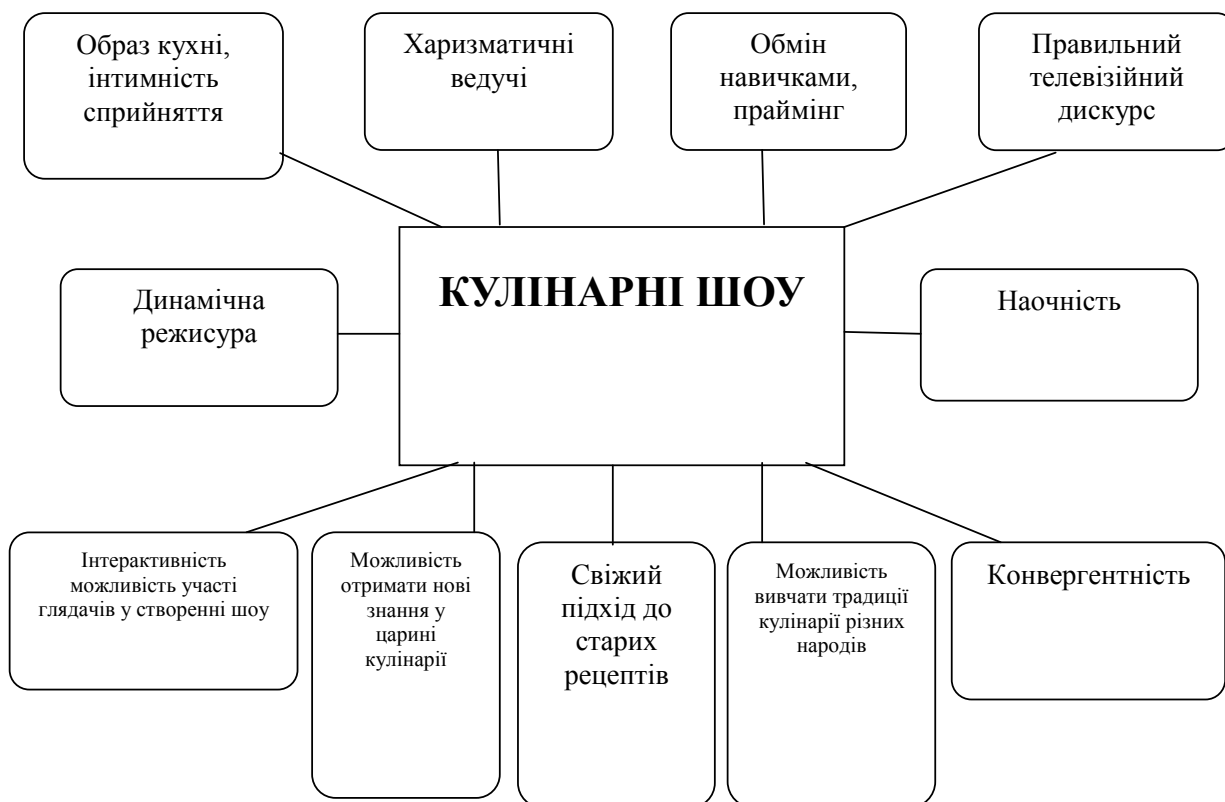 Образ кухні,
інтимність
сприйняття
Харизматичні
ведучі
Обмін
навичками,
праймінг
Правильний
телевізійний
дискурс
КУЛІНАРНІ ШОУ
Динамічна
режисура
Наочність
Інтерактивність
можливість участі
глядачів у створенні шоу
Можливість
отримати нові
знання у
царині
кулінарії
Свіжий
підхід до
старих
рецептів
Можливість
вивчати традиції
кулінарії різних
народів
Конвергентність